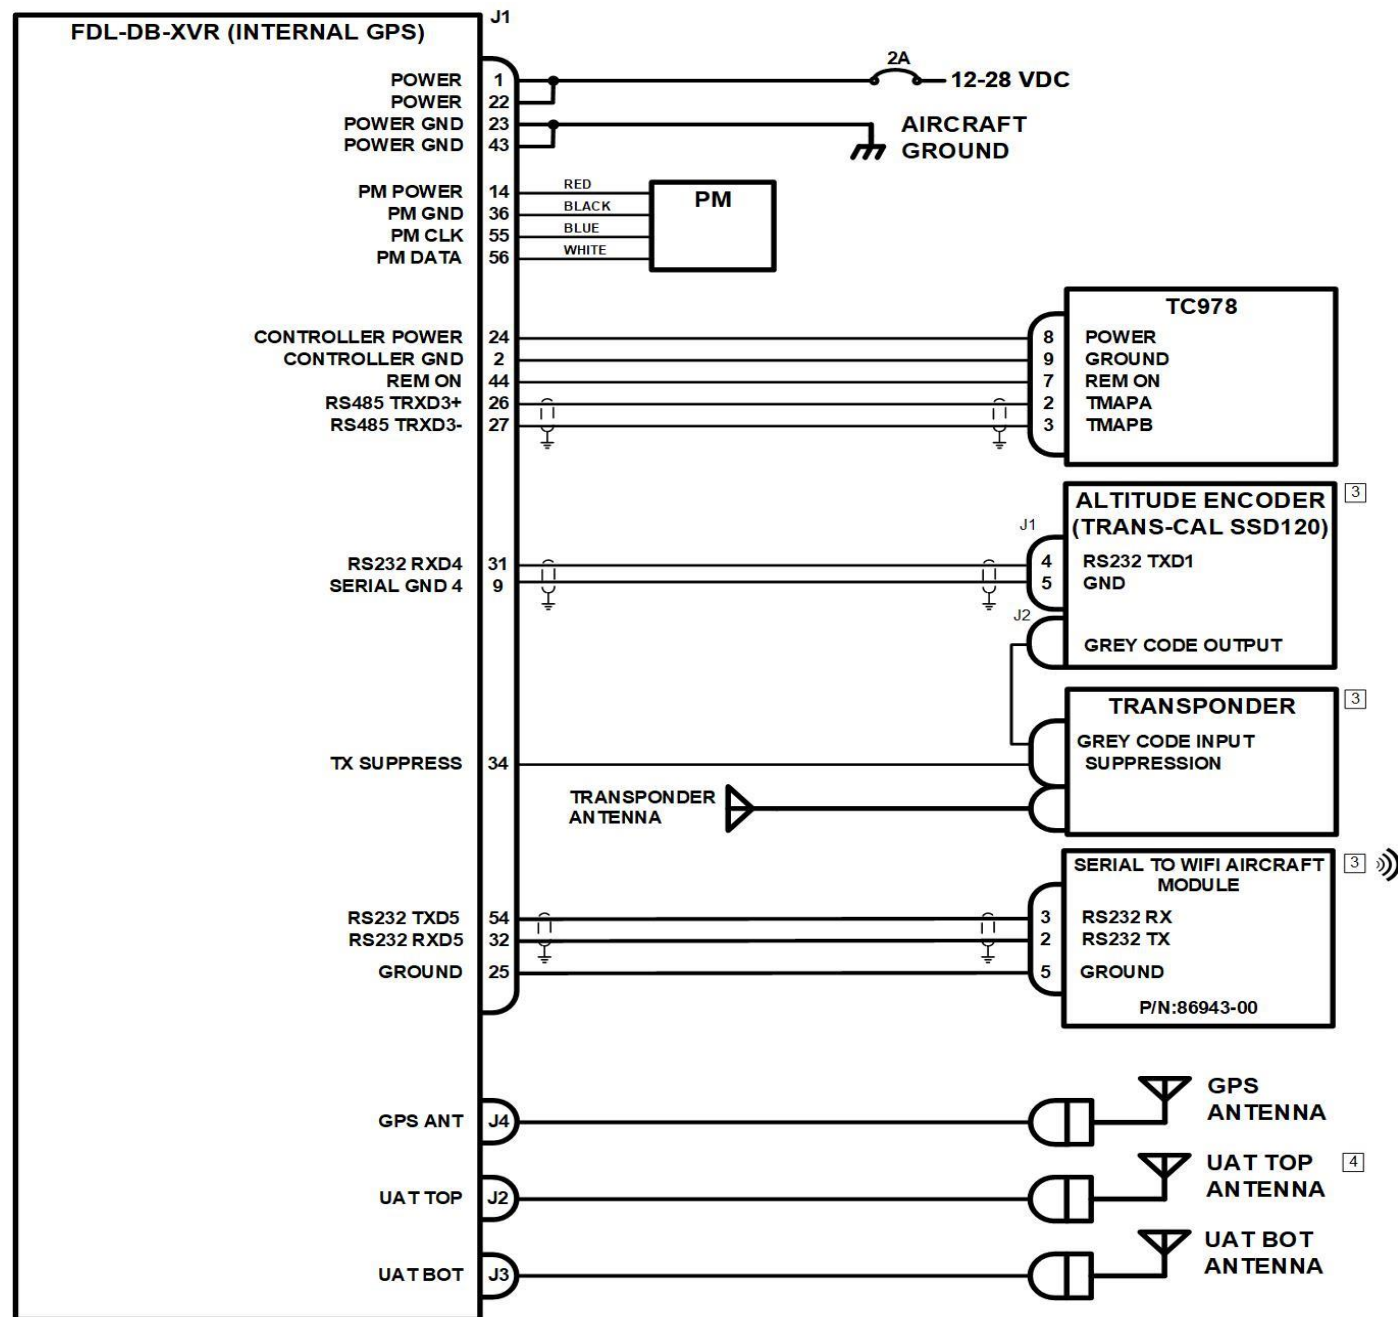 FDL-DB-XVR (INTERNAL GPS)
J1
POWER 1
POWER 22
POWER GND 23
POWER GND 43
2A
12-28 VDC
AIRCRAFT
GROUND
PM POWER 14 RED
PM GND 36 BLACK
PM CLK 55 BLUE
PM DATA 56 WHITE
PM
TC978
CONTROLLER POWER 24 8 POWER
CONTROLLER GND 2 9 GROUND
REM ON 44 7 REM ON
RS485 TRXD3+ 26 2 TMAPA
RS485 TRXD3- 27 3 TMAPB
ALTITUDE ENCODER 3
(TRANS-CAL SSD120)
J1
RS232 RXD4 31 4 RS232 TXD1
SERIAL GND 4 9 5 GND
J2
GREY CODE OUTPUT
TRANSPONDER 3
GREY CODE INPUT
TX SUPPRESS 34 SUPPRESSION
TRANSPONDER
ANTENNA
SERIAL TO WIFI AIRCRAFT 3
MODULE
RS232 TXD5 54 3 RS232 RX
RS232 RXD5 32 2 RS232 TX
GROUND 25 5 GROUND
P/N:86943-00
GPS ANT J4
GPS
ANTENNA
UAT TOP J2
UAT TOP 4
ANTENNA
UAT BOT J3
UAT BOT
ANTENNA